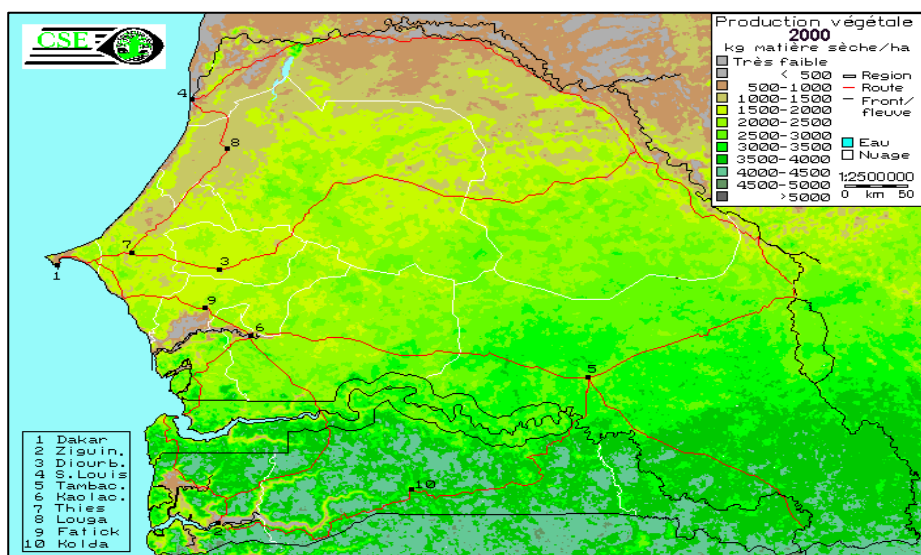 CSE
Production végétale
2000
kg matière sèche/ha
Très faible
< 500
500-1000
1000-1500
1500-2000
2000-2500
2500-3000
3000-3500
3500-4000
4000-4500
4500-5000
>5000
Region
Route
Front/
fleuve
Eau
Nuage
1:2500000
0 km 50
4
8
7
3
1
9
6
5
10
2
1 Dakar
2 Ziguin.
3 Diourb.
4 S.Louis
5 Tambac.
6 Kaolac.
7 Thies
8 Louga
9 Fatick
10 Kolda